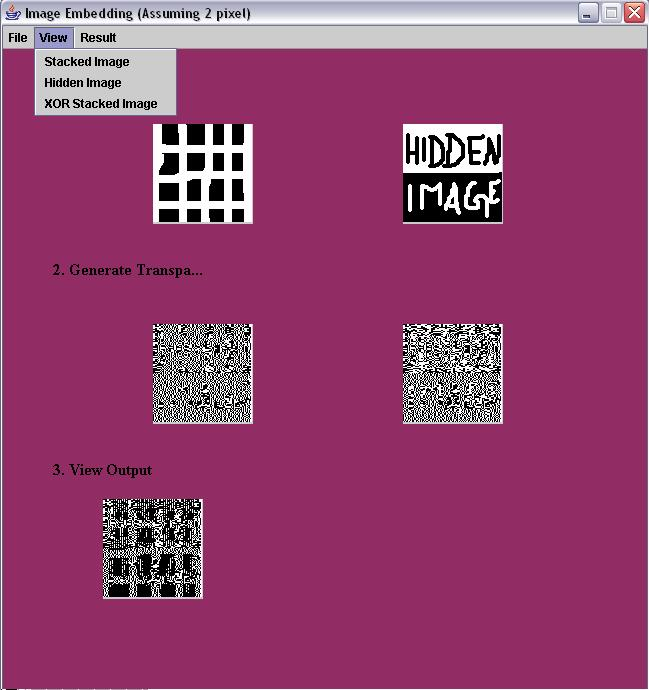 Image Embedding (Assuming 2 pixel)
File View Result
Stacked Image
Hidden Image
XOR Stacked Image
HIDDEN
IMAGE
2. Generate Transpa...
3. View Output